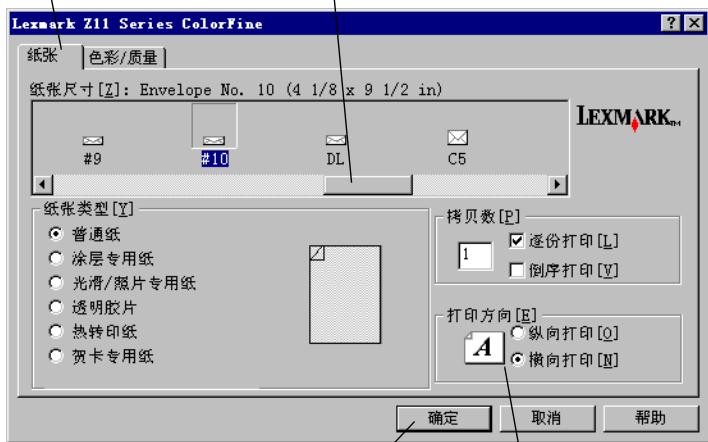 Lexmark Z11 Series ColorFine
纸张 色彩/质量
纸张尺寸[Z]: Envelope No. 10 (4 1/8 x 9 1/2 in)
LEXMARK™
#9 #10 DL C5
纸张类型[Y]
普通纸
涂层专用纸
光滑/照片专用纸
透明胶片
热转印纸
贺卡专用纸
拷贝数[P]
1
逐份打印[L]
倒序打印[V]
打印方向[E]
A
纵向打印[O]
横向打印[N]
确定 取消 帮助